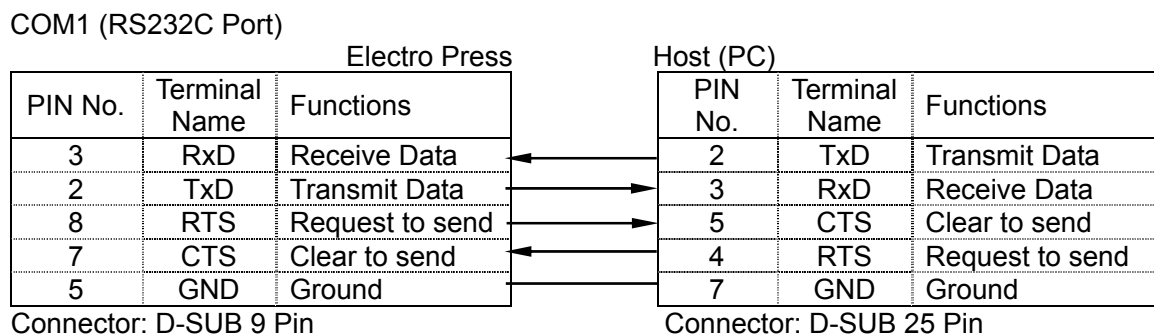 COM1 (RS232C Port)
Electro Press Host (PC)
PIN No. Terminal Name Functions PIN No. Terminal Name Functions
3 RxD Receive Data 2 TxD Transmit Data
2 TxD Transmit Data 3 RxD Receive Data
8 RTS Request to send 5 CTS Clear to send
7 CTS Clear to send 4 RTS Request to send
5 GND Ground 7 GND Ground
Connector: D-SUB 9 Pin Connector: D-SUB 25 Pin